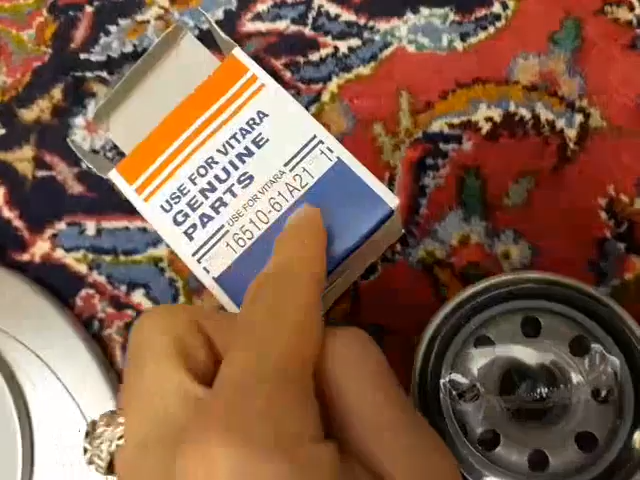 USE FOR VITARA
GENUINE
PARTS
USE FOR VITARA
16510-61A21